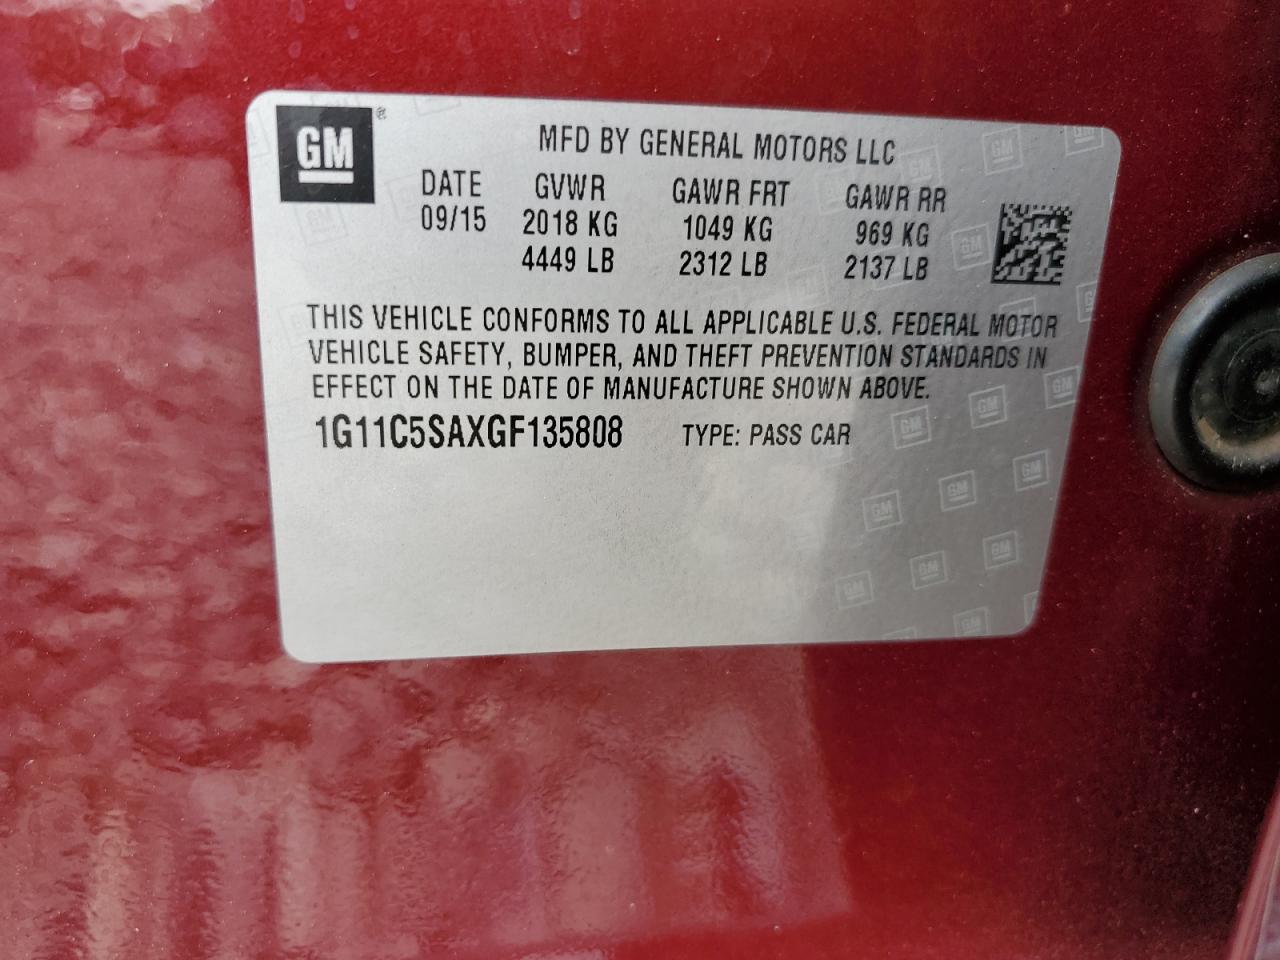 GM ®
MFD BY GENERAL MOTORS LLC
DATE GVWR GAWR FRT GAWR RR
09/15 2018 KG 1049 KG 969 KG
4449 LB 2312 LB 2137 LB
THIS VEHICLE CONFORMS TO ALL APPLICABLE U.S. FEDERAL MOTOR
VEHICLE SAFETY, BUMPER, AND THEFT PREVENTION STANDARDS IN
EFFECT ON THE DATE OF MANUFACTURE SHOWN ABOVE.
1G11C5SAXGF135808 TYPE: PASS CAR